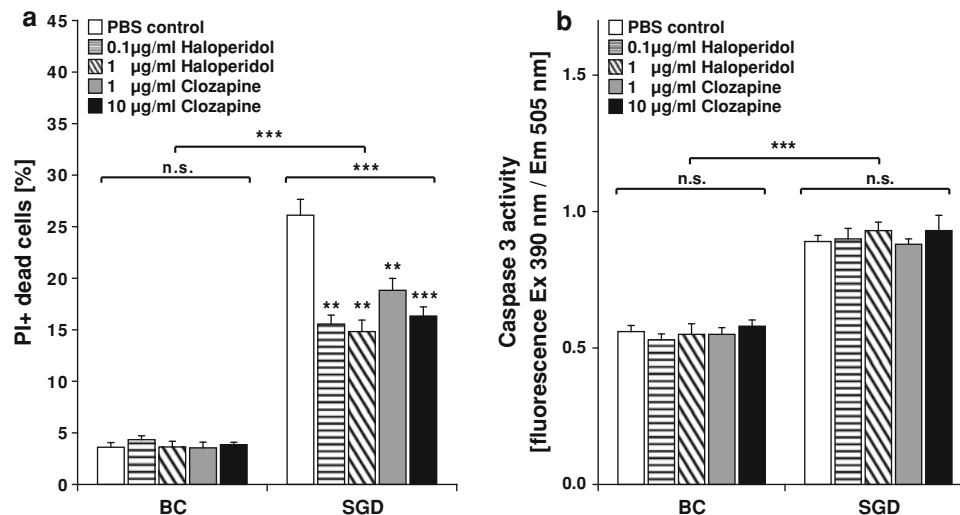 a
PI+ dead cells [%]
45
40
35
30
25
20
15
10
5
0
PBS control
0.1µg/ml Haloperidol
1 µg/ml Haloperidol
1 µg/ml Clozapine
10 µg/ml Clozapine
***
n.s.
***
**
** ** ***
BC SGD
b
Caspase 3 activity
[fluorescence Ex 390 nm / Em 505 nm]
1.5
1.0
0.5
0.0
PBS control
0.1µg/ml Haloperidol
1 µg/ml Haloperidol
1 µg/ml Clozapine
10 µg/ml Clozapine
***
n.s. n.s.
BC SGD